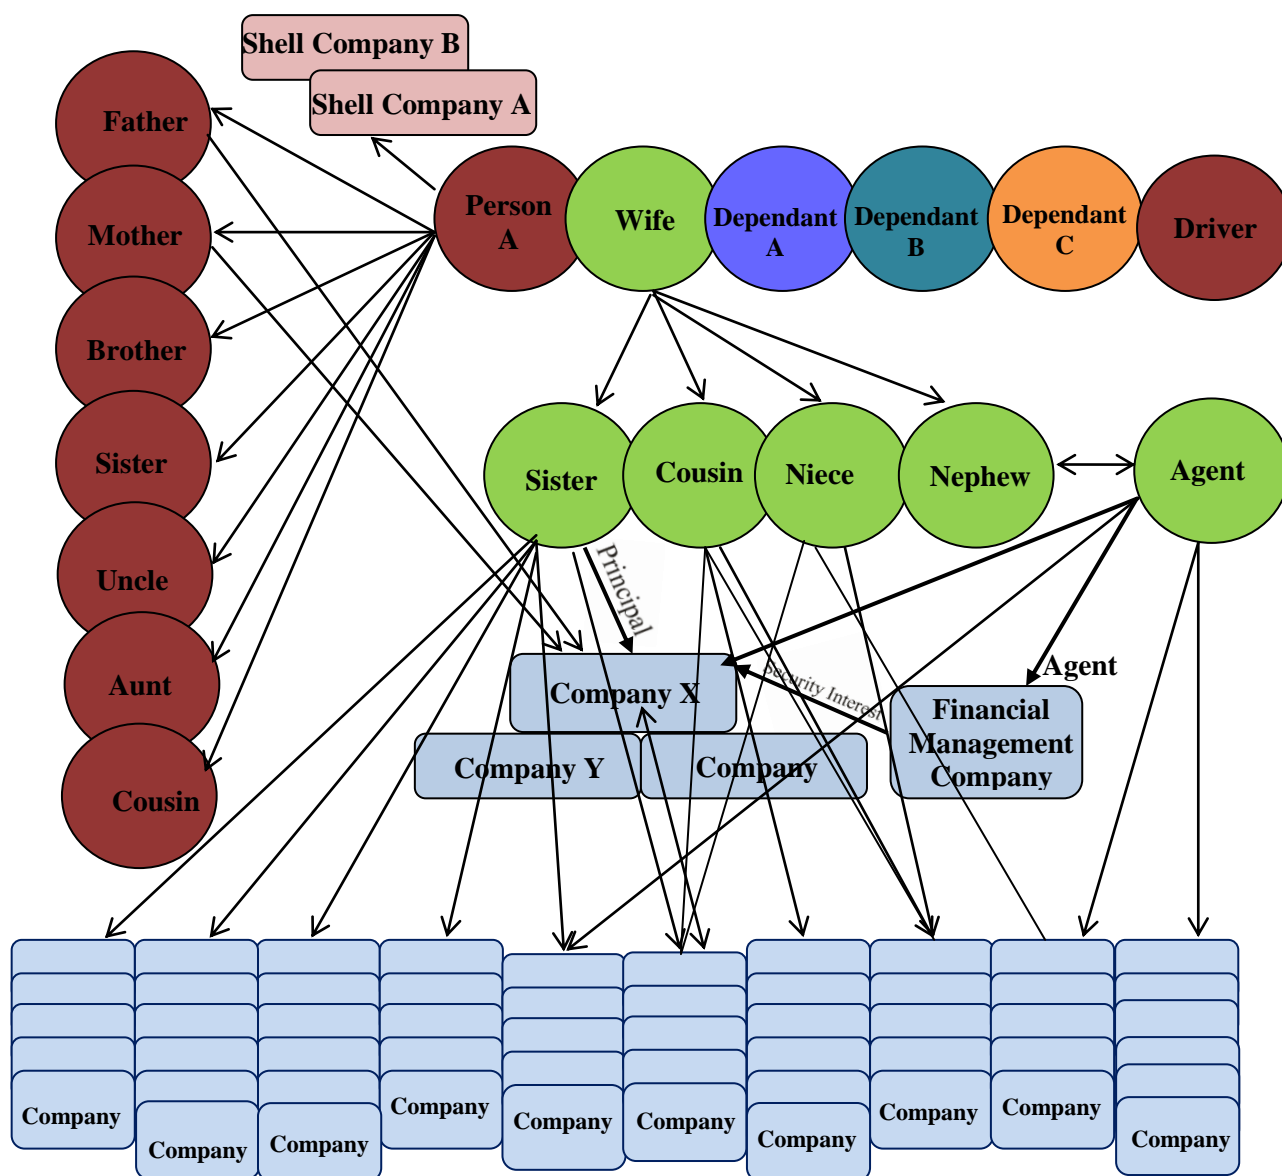 Shell Company B
Shell Company A
Father
Mother
Brother
Sister
Uncle
Aunt
Cousin
Person
A
Wife
Dependant
A
Dependant
B
Dependant
C
Driver
Sister
Cousin
Niece
Nephew
Agent
Principal
Security Interest
Agent
Company X
Company Y
Company
Financial
Management
Company
Company
Company
Company
Company
Company
Company
Company
Company
Company
Company